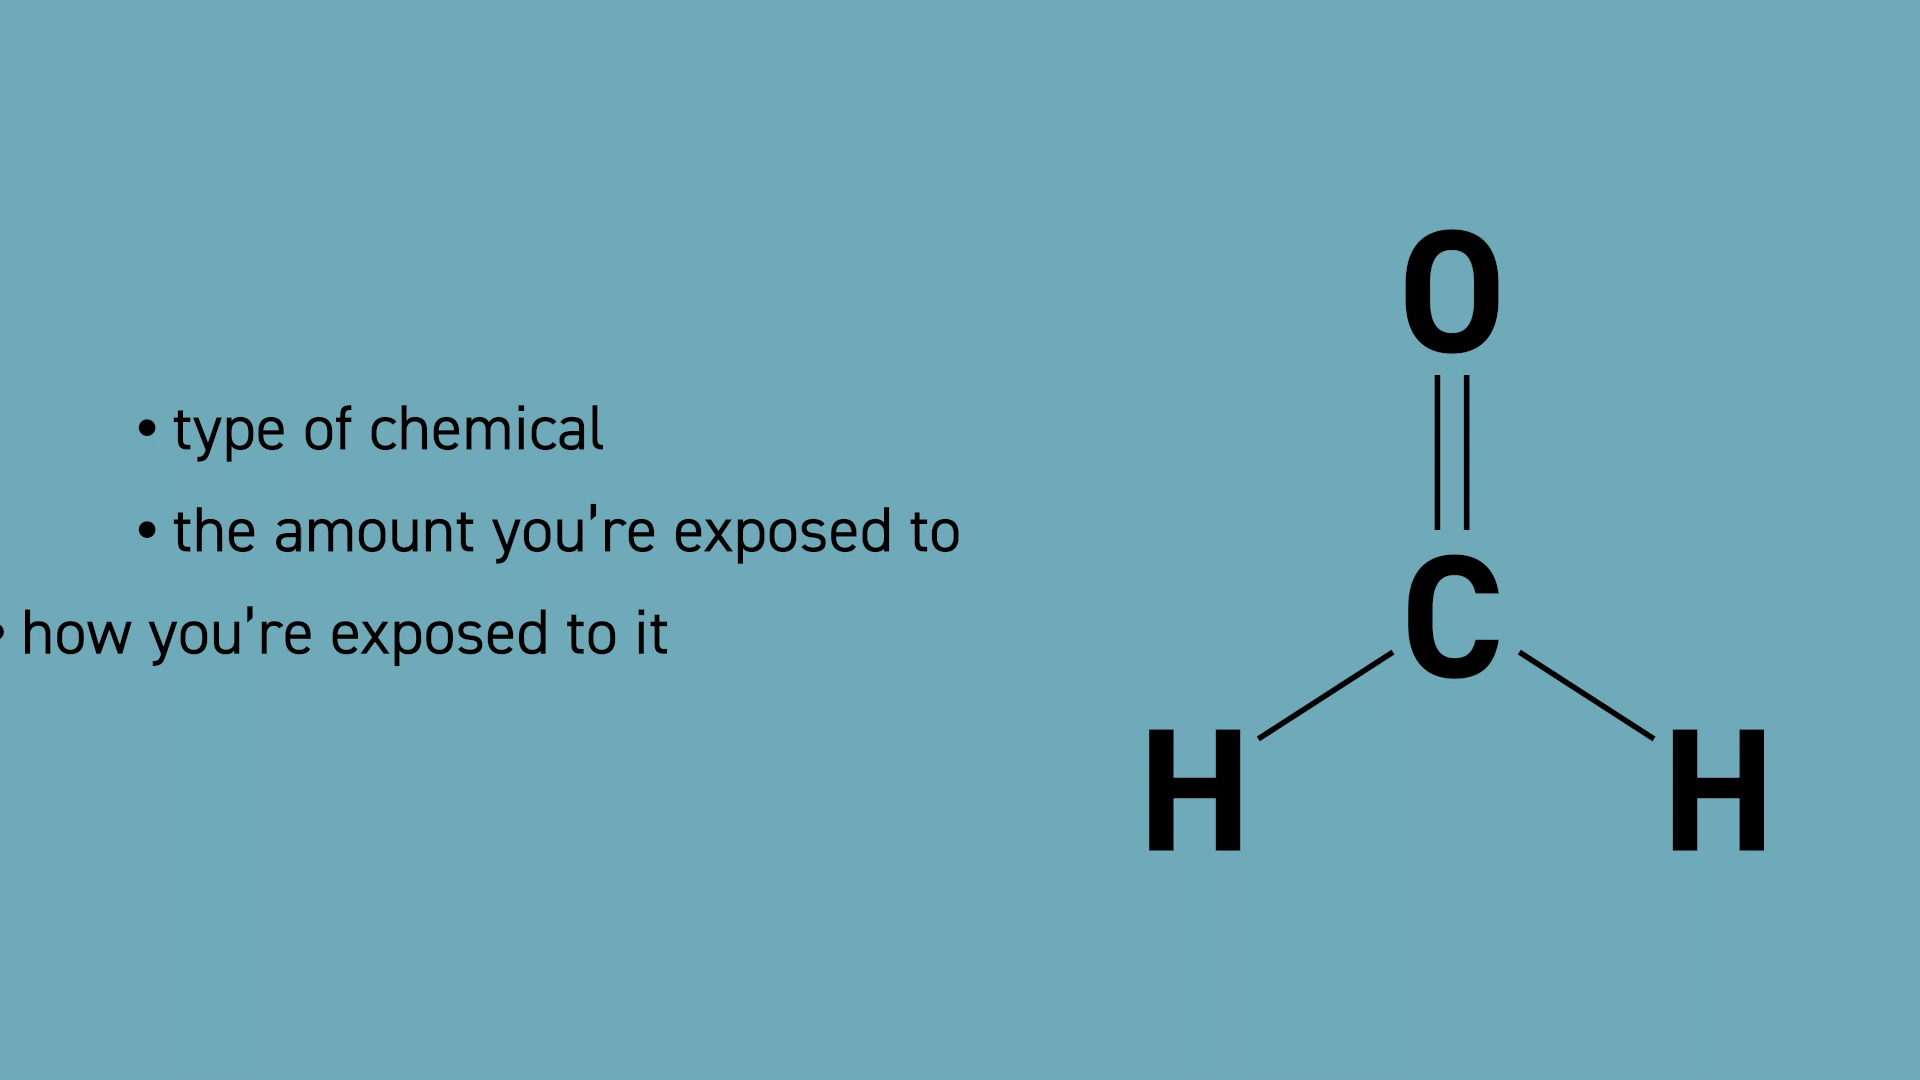 • type of chemical
• the amount you’re exposed to
• how you’re exposed to it
O
C
H H